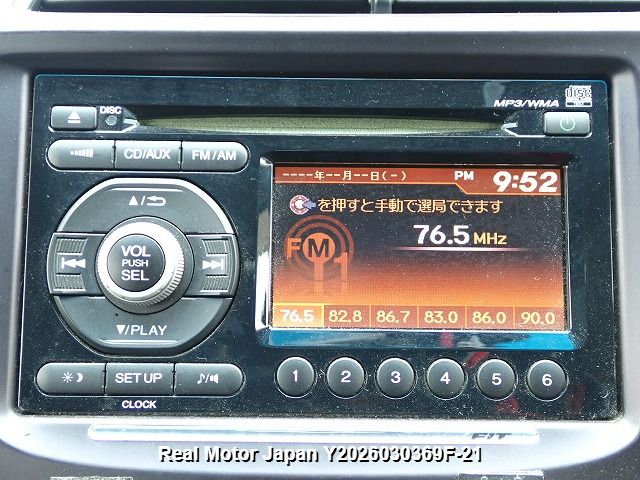 MP3/WMA
DISC
CD/AUX FM/AM
----年--月--日(-) PM 9:52
を押すと手動で選局できます
FM1 76.5 MHz
VOL
PUSH
SEL
▼/PLAY
76.5 82.8 86.7 83.0 86.0 90.0
SET UP
1 2 3 4 5 6
CLOCK
Real Motor Japan Y2026030369F-21